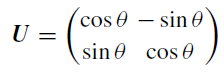 U = ( cos θ − sin θ
sin θ cos θ )